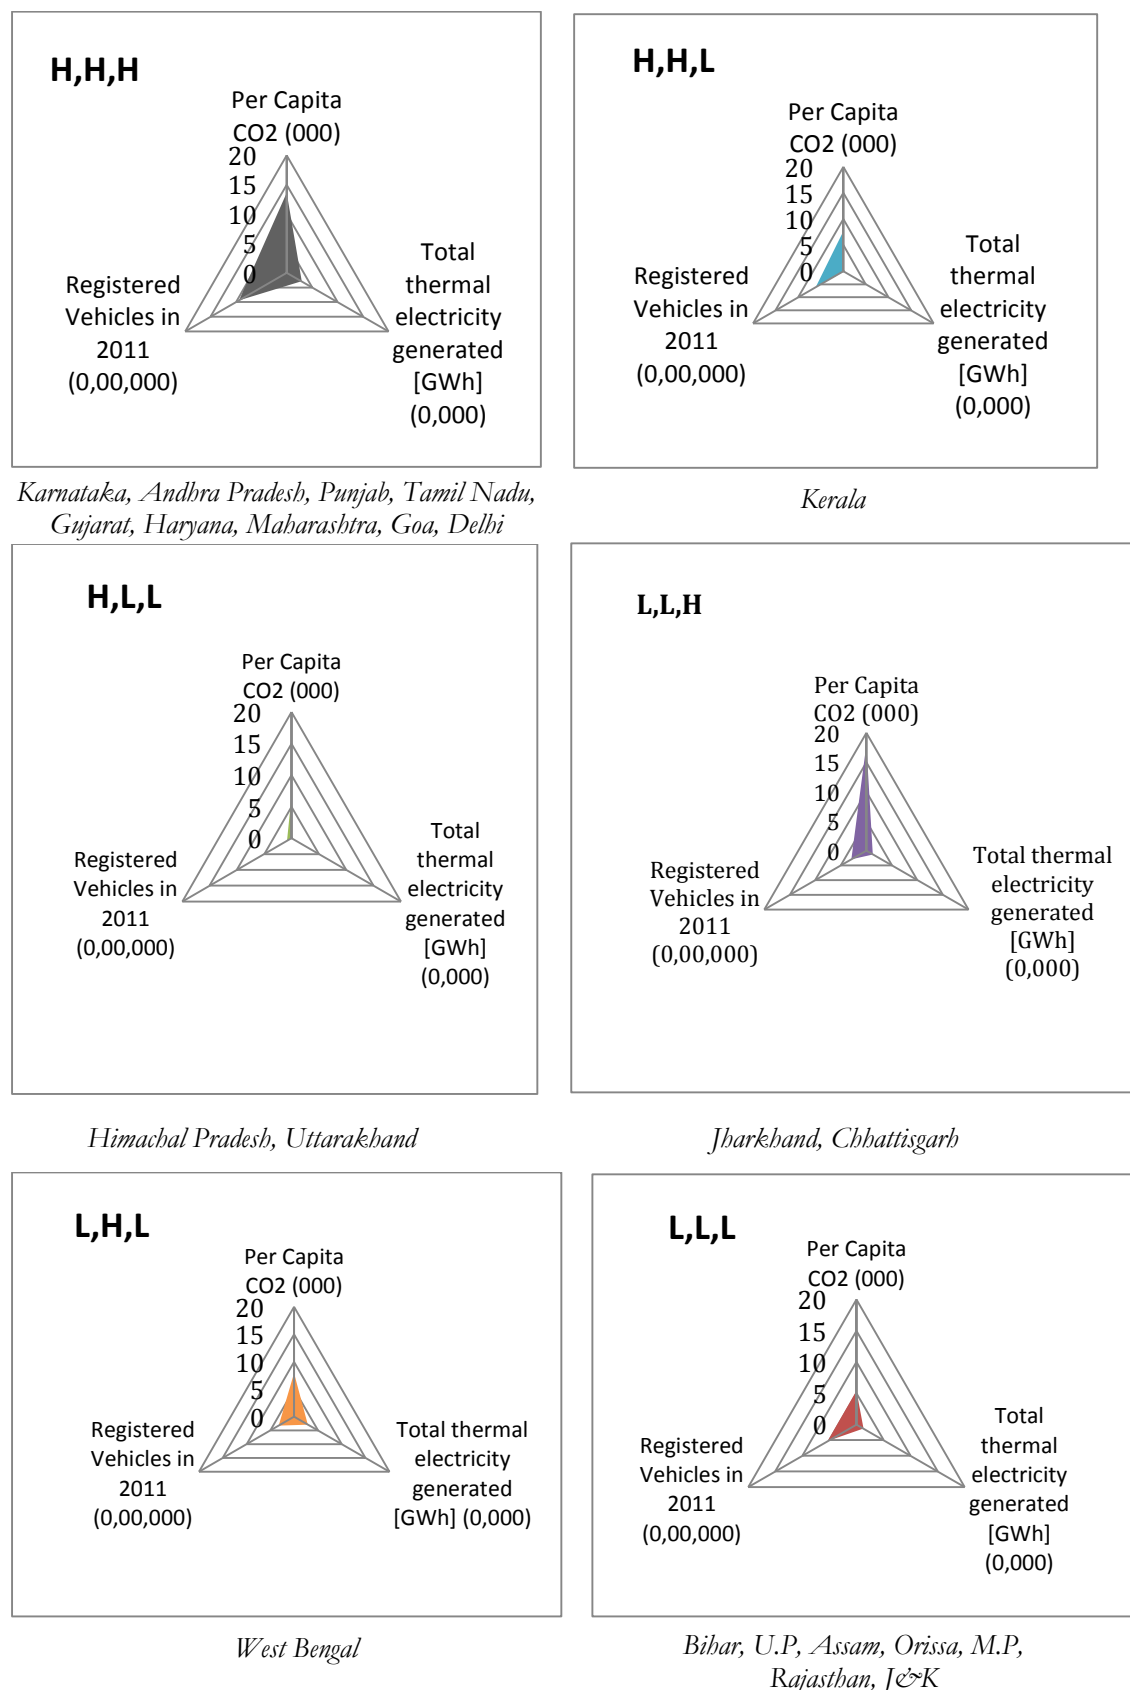 H,H,H
Per Capita
CO2 (000)
20
15
10
5
0
Total
thermal
electricity
generated
[GWh]
(0,000)
Registered
Vehicles in
2011
(0,00,000)
Karnataka, Andhra Pradesh, Punjab, Tamil Nadu,
Gujarat, Haryana, Maharashtra, Goa, Delhi
H,H,L
Per Capita
CO2 (000)
20
15
10
5
0
Total
thermal
electricity
generated
[GWh]
(0,000)
Registered
Vehicles in
2011
(0,00,000)
Kerala
H,L,L
Per Capita
CO2 (000)
20
15
10
5
0
Total
thermal
electricity
generated
[GWh]
(0,000)
Registered
Vehicles in
2011
(0,00,000)
Himachal Pradesh, Uttarakhand
L,L,H
Per Capita
CO2 (000)
20
15
10
5
0
Total thermal
electricity
generated
[GWh]
(0,000)
Registered
Vehicles in
2011
(0,00,000)
Jharkhand, Chhattisgarh
L,H,L
Per Capita
CO2 (000)
20
15
10
5
0
Total thermal
electricity
generated
[GWh] (0,000)
Registered
Vehicles in
2011
(0,00,000)
West Bengal
L,L,L
Per Capita
CO2 (000)
20
15
10
5
0
Total
thermal
electricity
generated
[GWh]
(0,000)
Registered
Vehicles in
2011
(0,00,000)
Bihar, U.P, Assam, Orissa, M.P,
Rajasthan, J&K